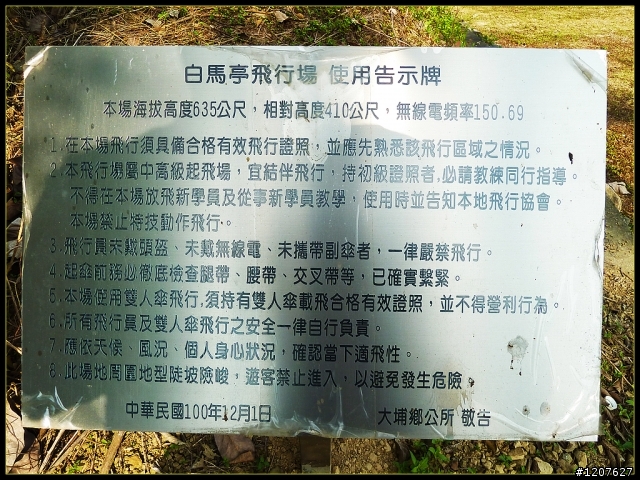 白馬亭飛行場 使用告示牌
本場海拔高度635公尺，相對高度410公尺，無線電頻率150.69
1.在本場飛行須具備合格有效飛行證照，並應先熟悉該飛行區域之情況。
2.本飛行場屬中高級起飛場，宜結伴飛行，持初級證照者，必請教練同行指導。
不得在本場放飛新學員及從事新學員教學，使用時並告知本地飛行協會。
本場禁止特技動作飛行。
3.飛行員未戴頭盔、未戴無線電、未攜帶副傘者，一律嚴禁飛行。
4.起傘前務必徹底檢查腿帶、腰帶、交叉帶等，已確實繫緊。
5.本場使用雙人傘飛行，須持有雙人傘載飛合格有效證照，並不得營利行為。
6.所有飛行員及雙人傘飛行之安全一律自行負責。
7.應依天候、風況、個人身心狀況，確認當下適飛性。
8.此場地周圍地型陡坡險峻，遊客禁止進入，以避免發生危險。
中華民國100年12月1日 大埔鄉公所 敬告
#1207627